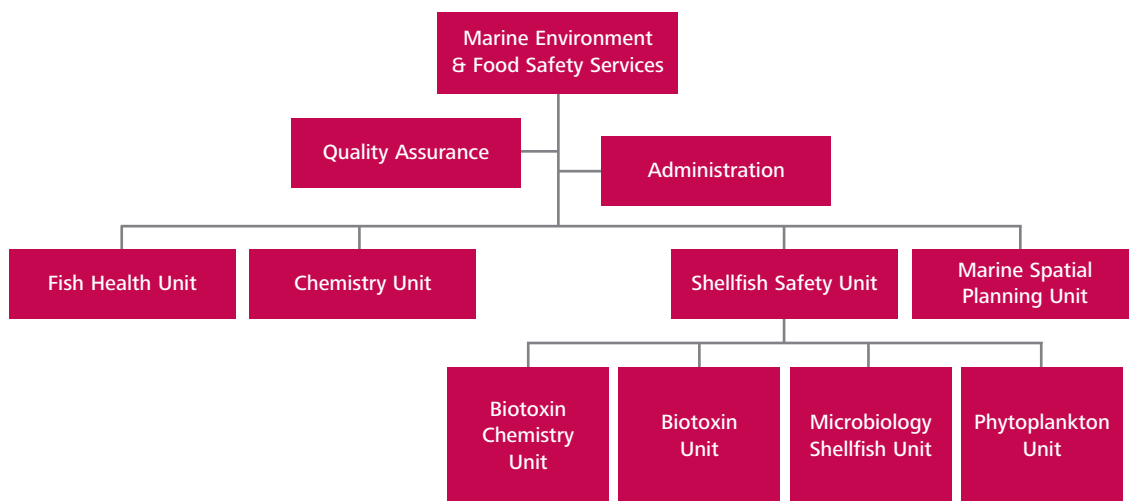 Marine Environment
& Food Safety Services
Quality Assurance
Administration
Fish Health Unit
Chemistry Unit
Shellfish Safety Unit
Marine Spatial
Planning Unit
Biotoxin
Chemistry
Unit
Biotoxin
Unit
Microbiology
Shellfish Unit
Phytoplankton
Unit